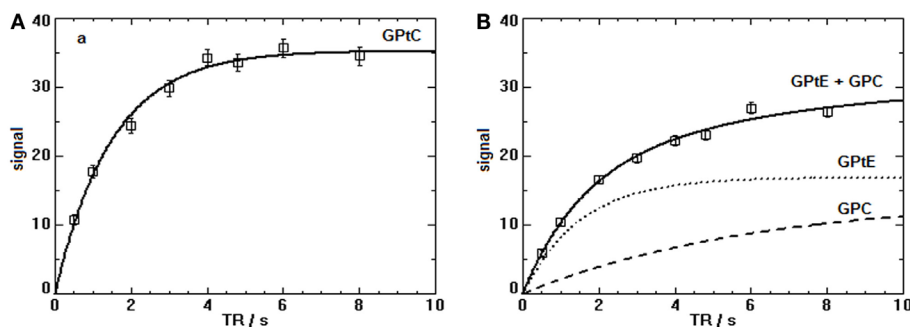 A
a
GPtC
40
30
20
10
0
signal
0 2 4 6 8 10
TR / s
B
GPtE + GPC
GPtE
GPC
40
30
20
10
0
signal
0 2 4 6 8 10
TR / s